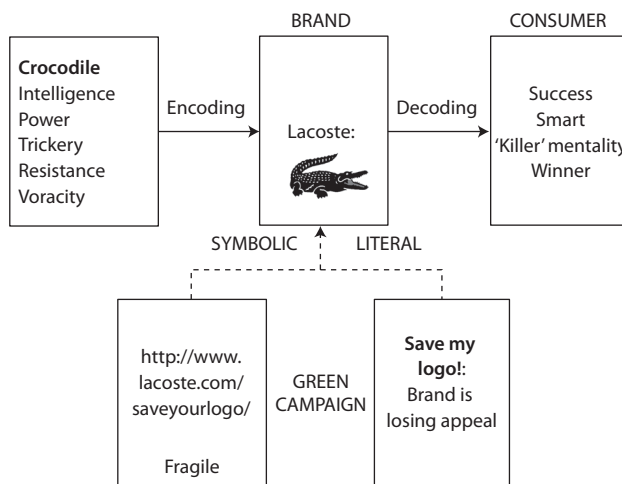 BRAND
CONSUMER
Crocodile
Intelligence
Power
Trickery
Resistance
Voracity
Encoding
Lacoste:
Decoding
Success
Smart
‘Killer’ mentality
Winner
SYMBOLIC
LITERAL
http://www.
lacoste.com/
saveyourlogo/
Fragile
GREEN
CAMPAIGN
Save my
logo!:
Brand is
losing appeal